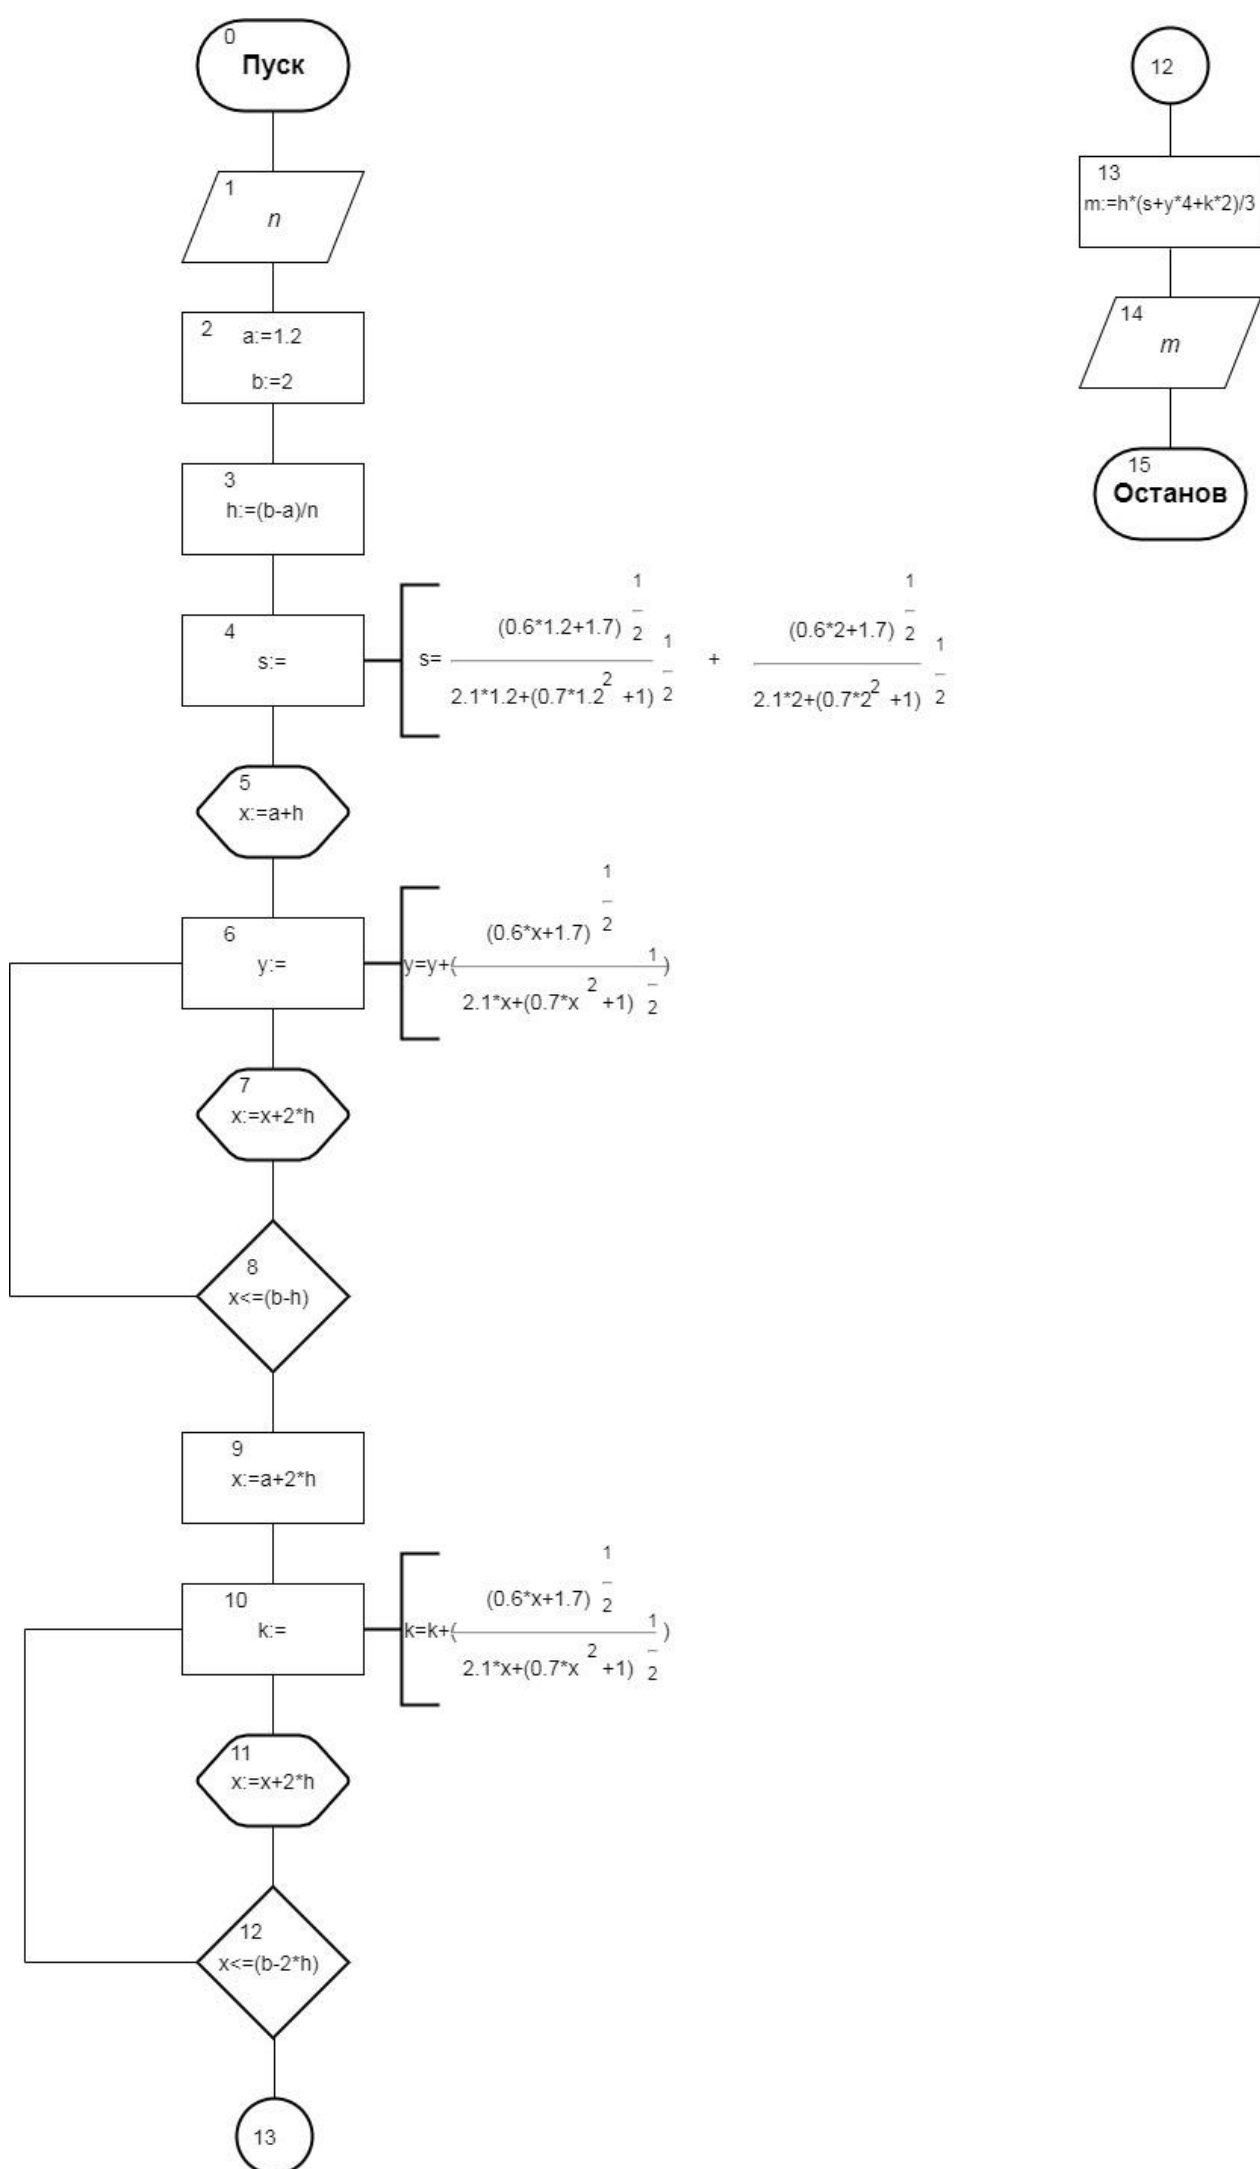 0
Пуск
1
n
2
a:=1.2
b:=2
3
h:=(b-a)/n
4
s:=
s=
(0.6*1.2+1.7)
1
2
2.1*1.2+(0.7*1.2
2
+1)
1
2
+
(0.6*2+1.7)
1
2
2.1*2+(0.7*2
2
+1)
1
2
5
x:=a+h
6
y:=
y=y+(
(0.6*x+1.7)
1
2
2.1*x+(0.7*x
2
+1)
1
2
)
7
x:=x+2*h
8
x<=(b-h)
9
x:=a+2*h
10
k:=
k=k+(
(0.6*x+1.7)
1
2
2.1*x+(0.7*x
2
+1)
1
2
)
11
x:=x+2*h
12
x<=(b-2*h)
13
12
13
m:=h*(s+y*4+k*2)/3
14
m
15
Останов